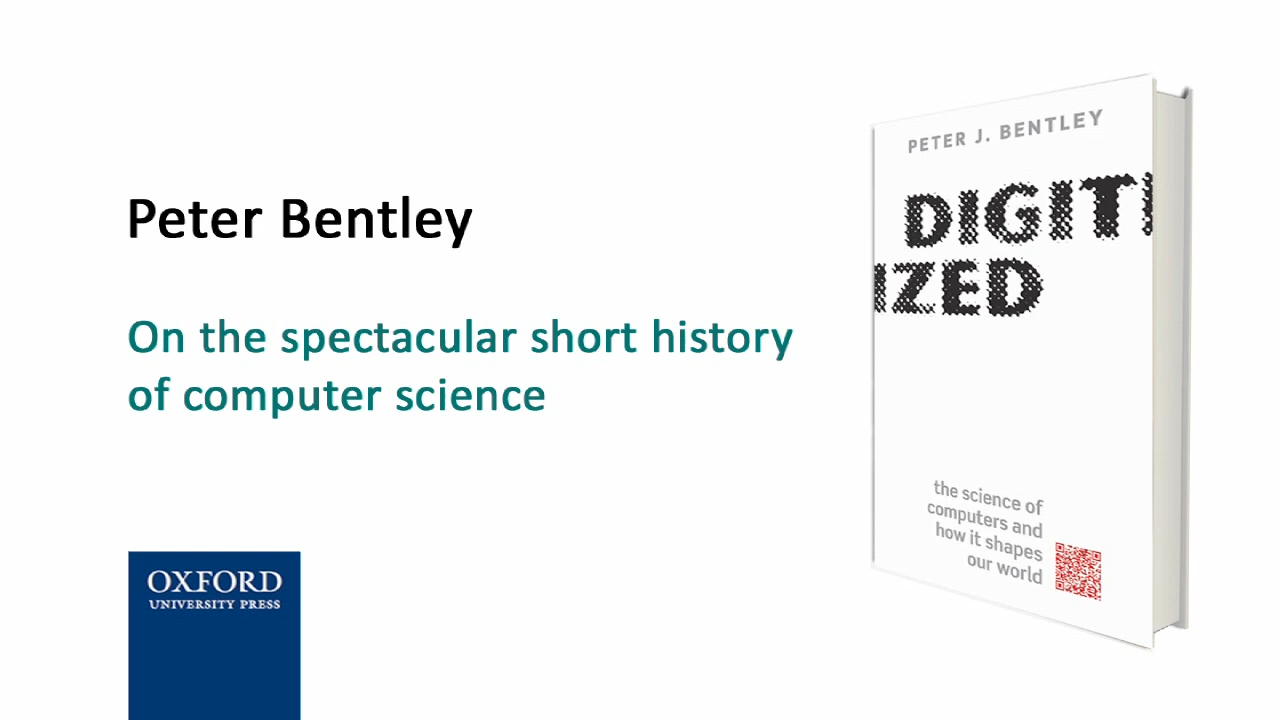 Peter Bentley
On the spectacular short history
of computer science
OXFORD
UNIVERSITY PRESS
PETER J. BENTLEY
DIGITI
IZED
the science of
computers and
how it shapes
our world